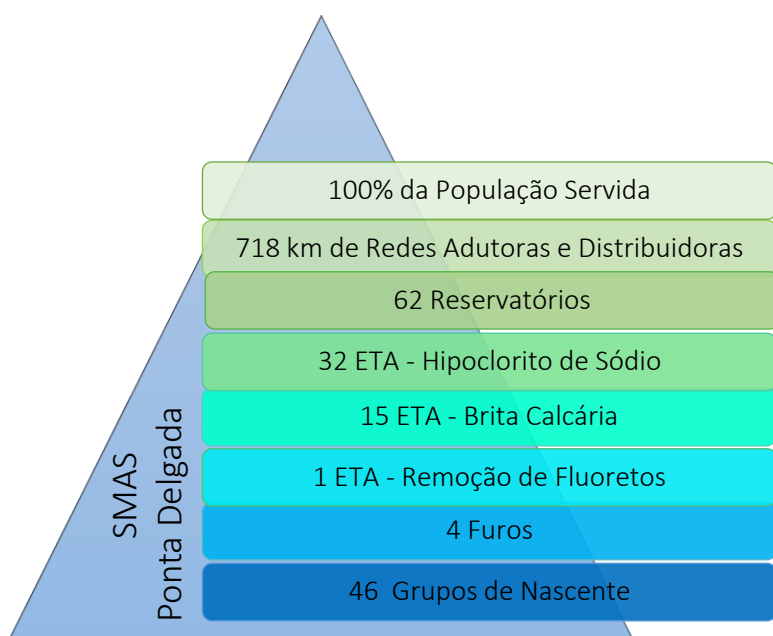 100% da População Servida
718 km de Redes Adutoras e Distribuidoras
62 Reservatórios
32 ETA - Hipoclorito de Sódio
15 ETA - Brita Calcária
1 ETA - Remoção de Fluoretos
4 Furos
46 Grupos de Nascente
SMAS
Ponta Delgada